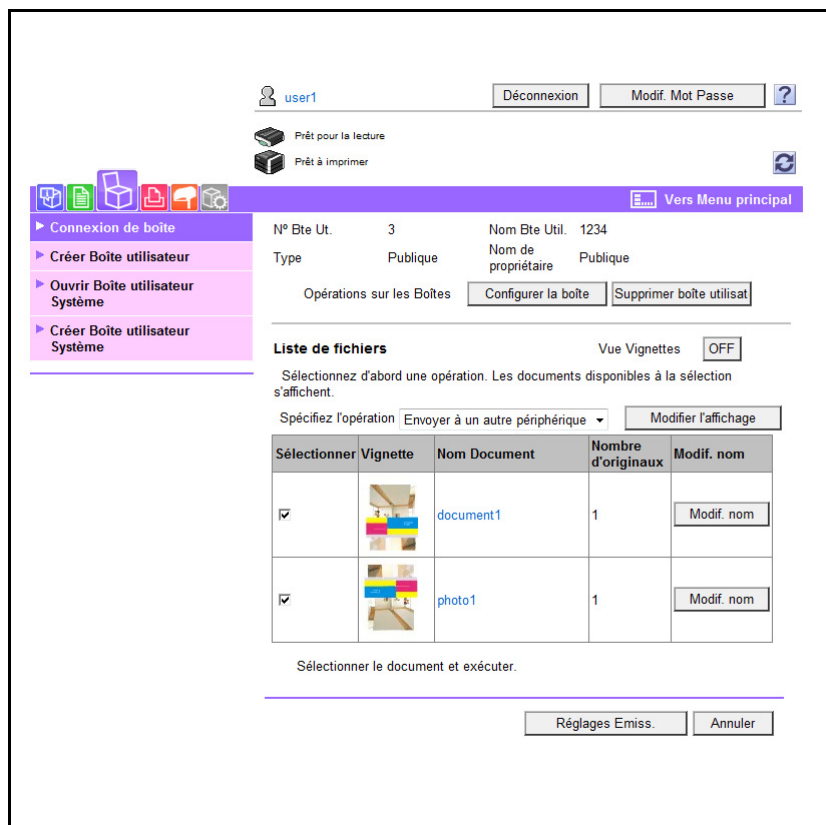 user1
Déconnexion
Modif. Mot Passe
?
Prêt pour la lecture
Prêt à imprimer
Vers Menu principal
Connexion de boîte
Créer Boîte utilisateur
Ouvrir Boîte utilisateur
Système
Créer Boîte utilisateur
Système
Nº Bte Ut. 3 Nom Bte Util. 1234
Type Publique Nom de
propriétaire Publique
Opérations sur les Boîtes Configurer la boîte Supprimer boîte utilisat
Liste de fichiers Vue Vignettes OFF
Sélectionnez d'abord une opération. Les documents disponibles à la sélection
s'affichent.
Spécifiez l'opération Envoyer à un autre périphérique Modifier l'affichage
Sélectionner Vignette Nom Document Nombre
d'originaux Modif. nom
document1 1 Modif. nom
photo1 1 Modif. nom
Sélectionner le document et exécuter.
Réglages Emiss. Annuler